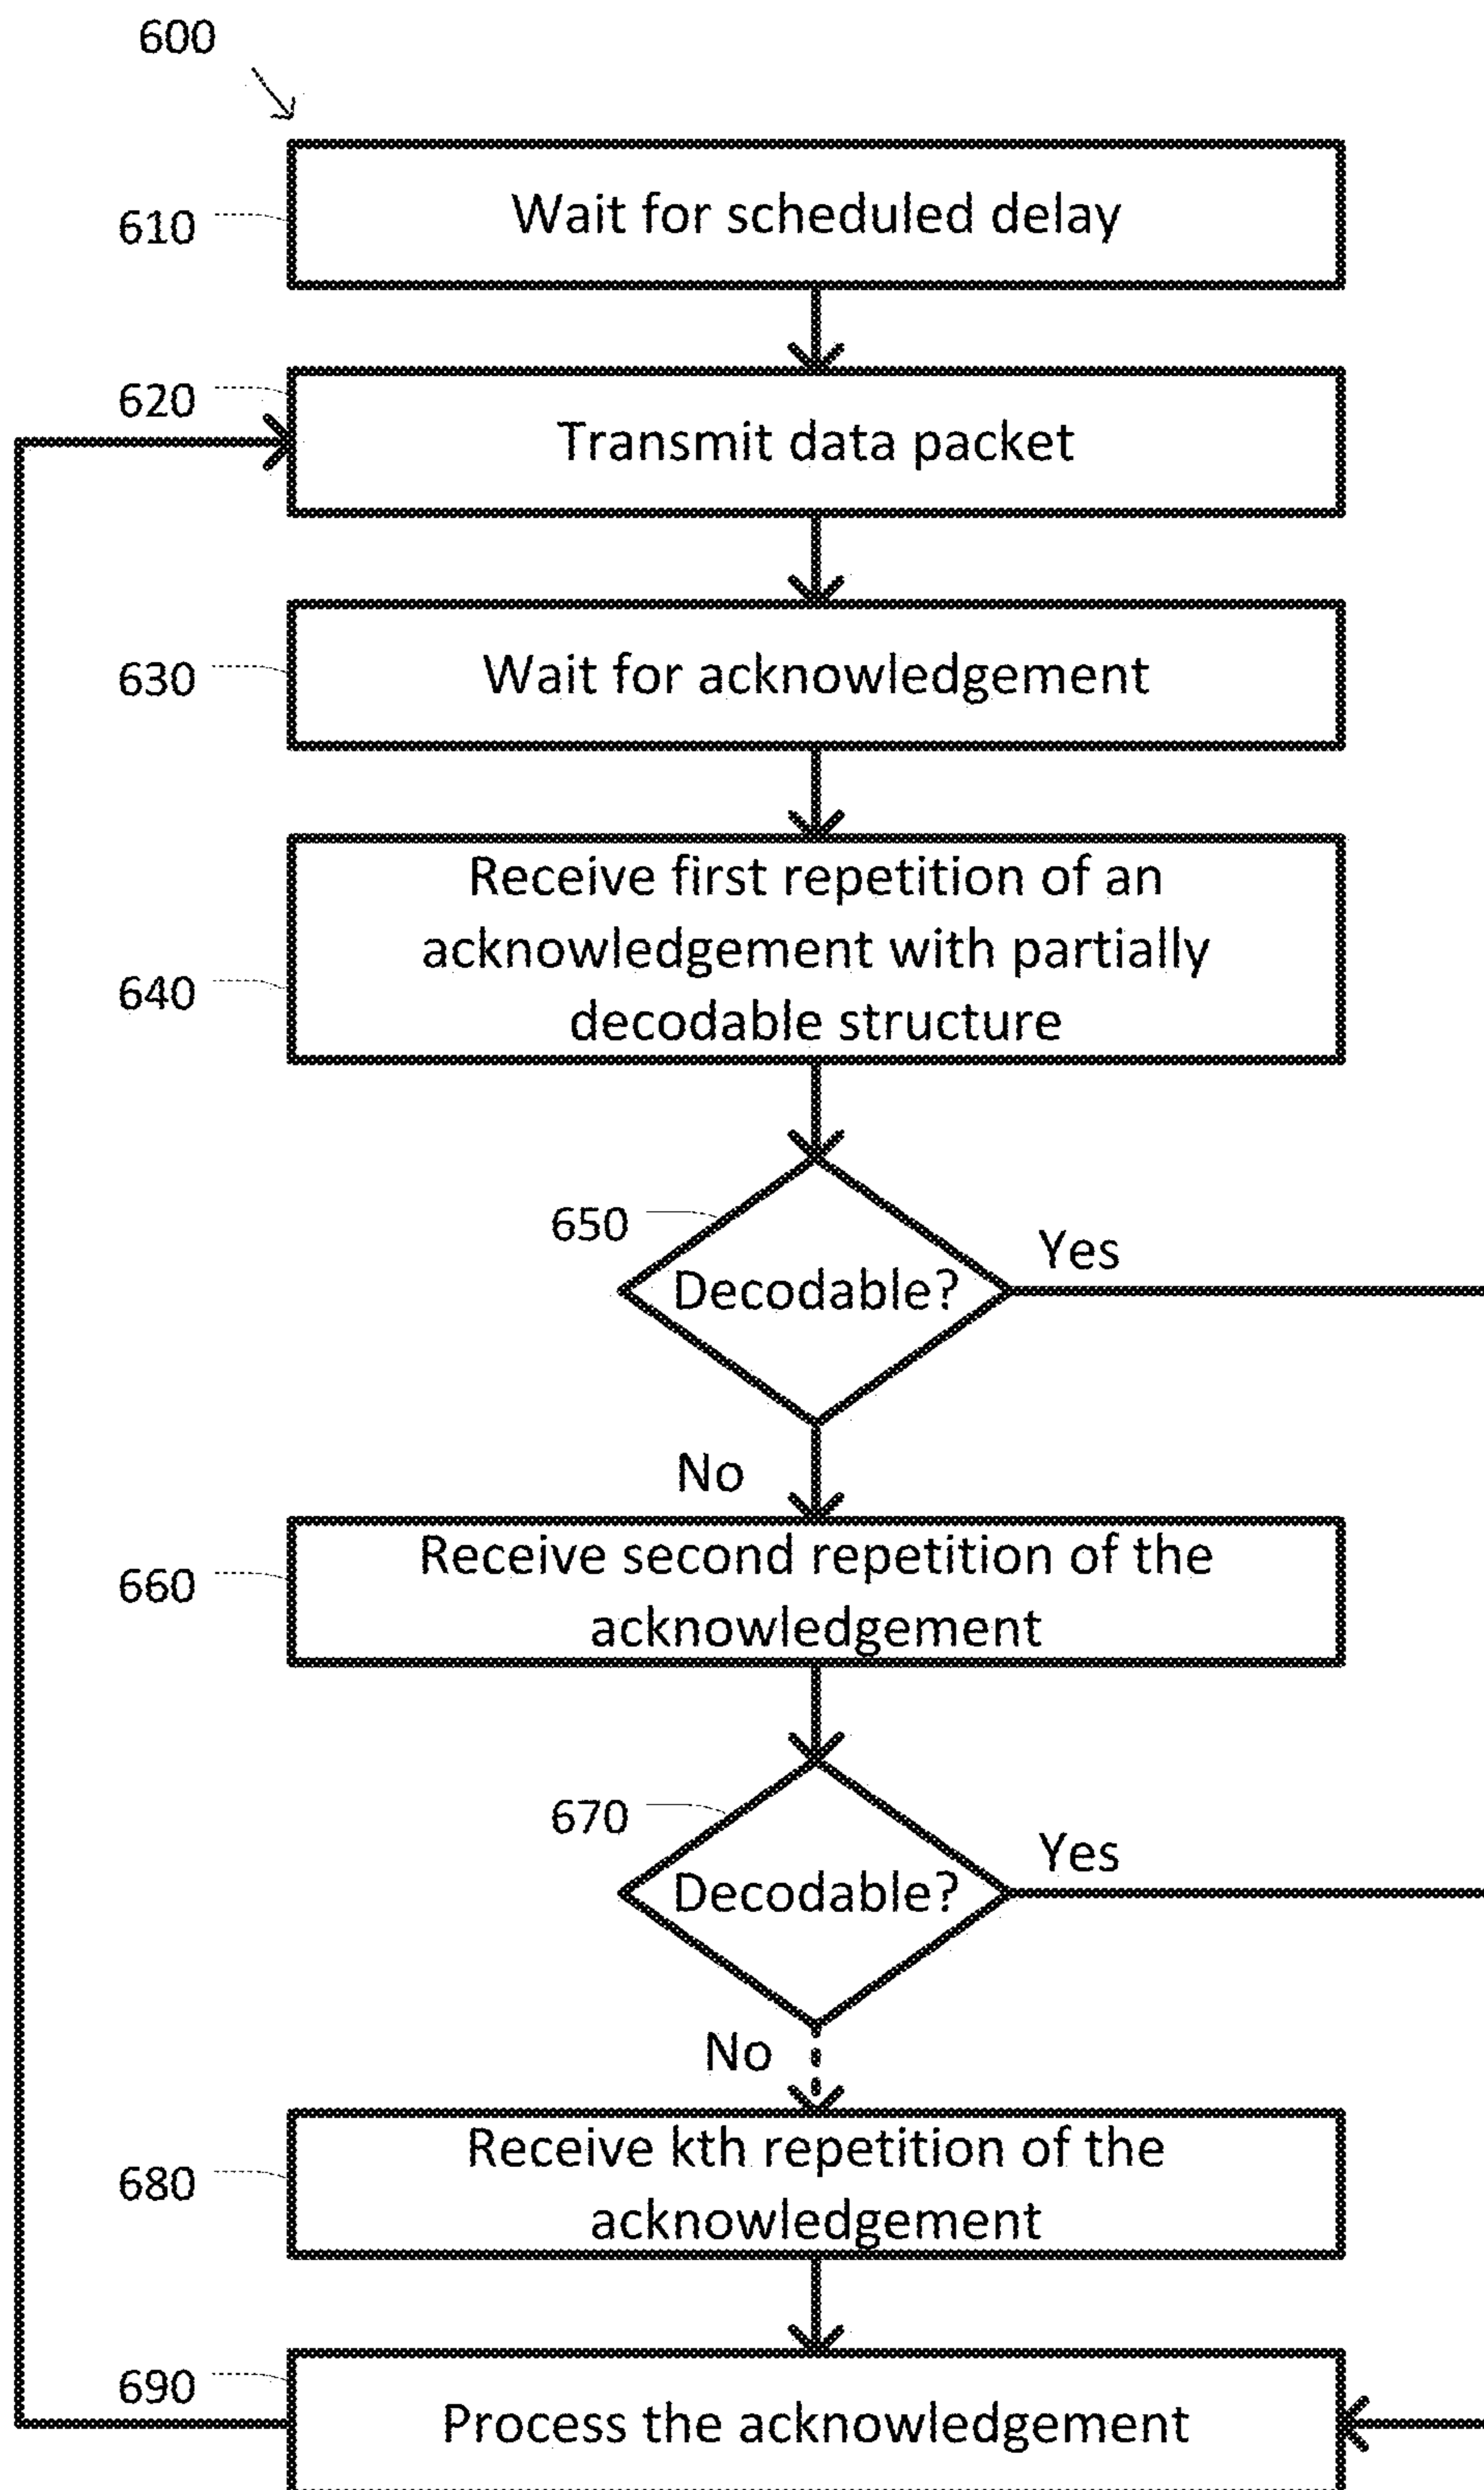 600
610
Wait for scheduled delay
620
Transmit data packet
630
Wait for acknowledgement
640
Receive first repetition of an
acknowledgement with partially
decodable structure
650
Decodable?
Yes
No
660
Receive second repetition of the
acknowledgement
670
Decodable?
Yes
No
680
Receive kth repetition of the
acknowledgement
690
Process the acknowledgement